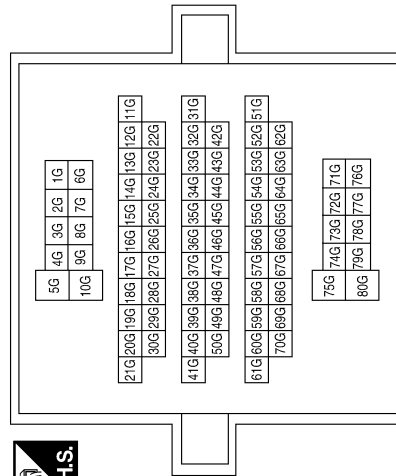 H.S.
5G 4G 3G 2G 1G
10G 9G 8G 7G 6G
21G 20G 19G 18G 17G 16G 15G 14G 13G 12G 11G
30G 29G 28G 27G 26G 25G 24G 23G 22G
41G 40G 39G 38G 37G 36G 35G 34G 33G 32G 31G
50G 49G 48G 47G 46G 45G 44G 43G 42G
61G 60G 59G 58G 57G 56G 55G 54G 53G 52G 51G
70G 69G 68G 67G 66G 65G 64G 63G 62G
75G 74G 73G 72G 71G
80G 79G 78G 77G 76G